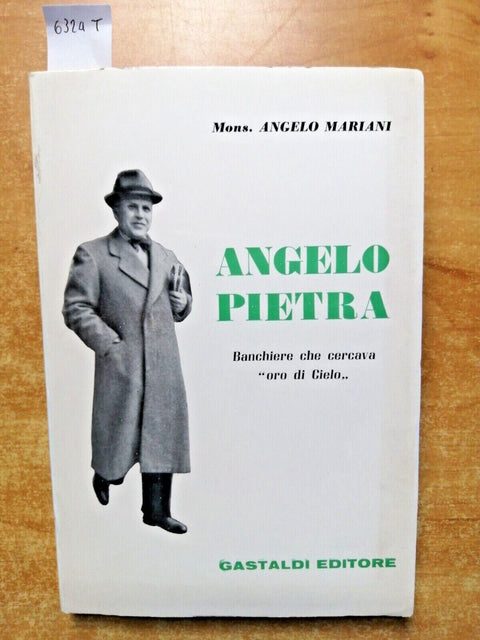 6324 T
Mons. ANGELO MARIANI
ANGELO
PIETRA
Banchiere che cercava
“oro di Cielo„
GASTALDI EDITORE